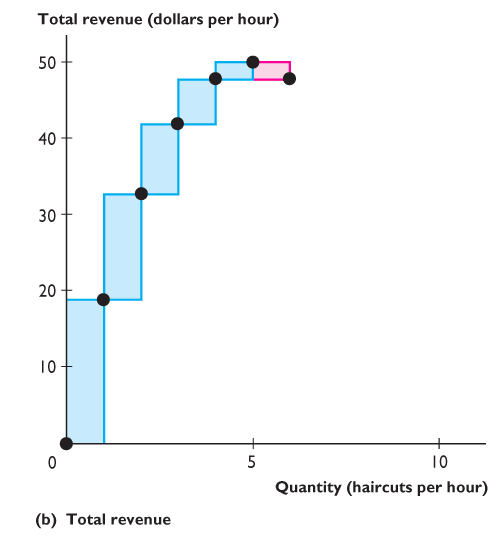 Total revenue (dollars per hour)
50
40
30
20
10
0
5
10
Quantity (haircuts per hour)
(b) Total revenue